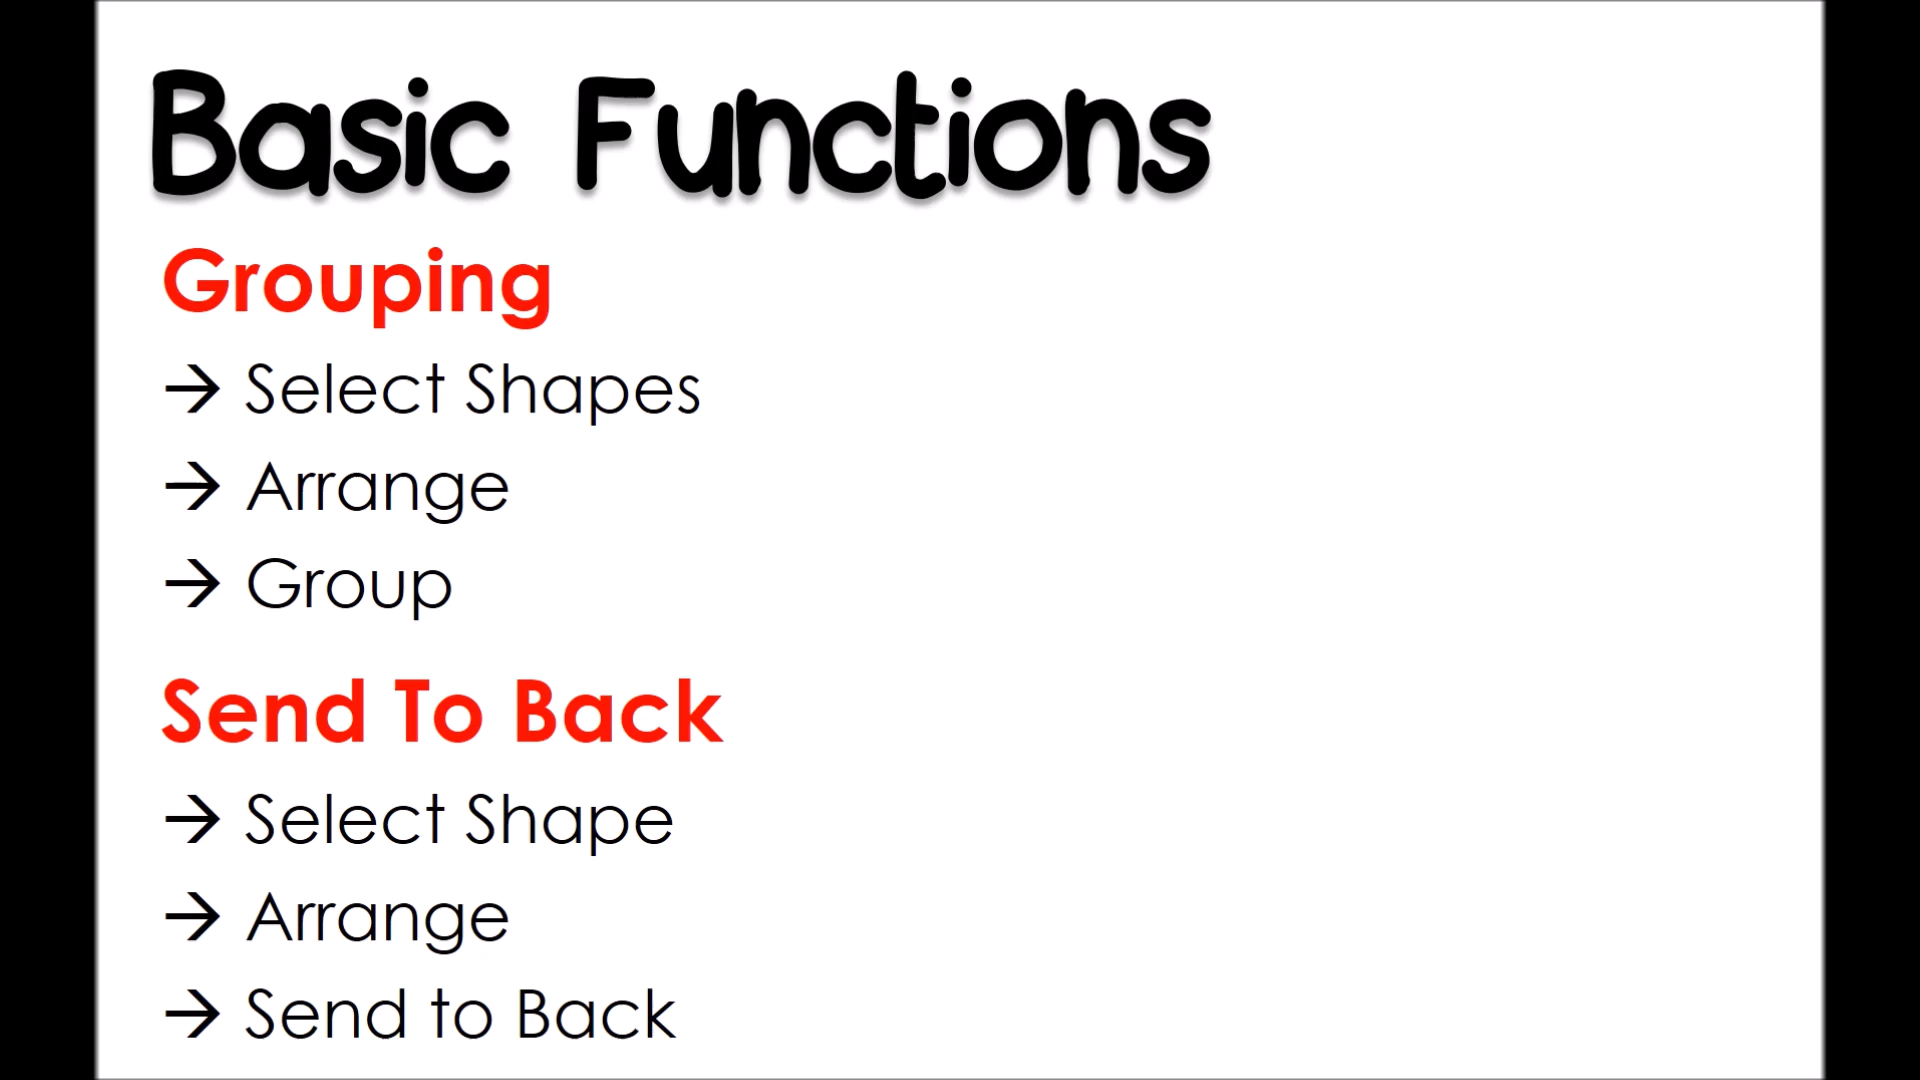 Basic Functions
Grouping
→ Select Shapes
→ Arrange
→ Group
Send To Back
→ Select Shape
→ Arrange
→ Send to Back